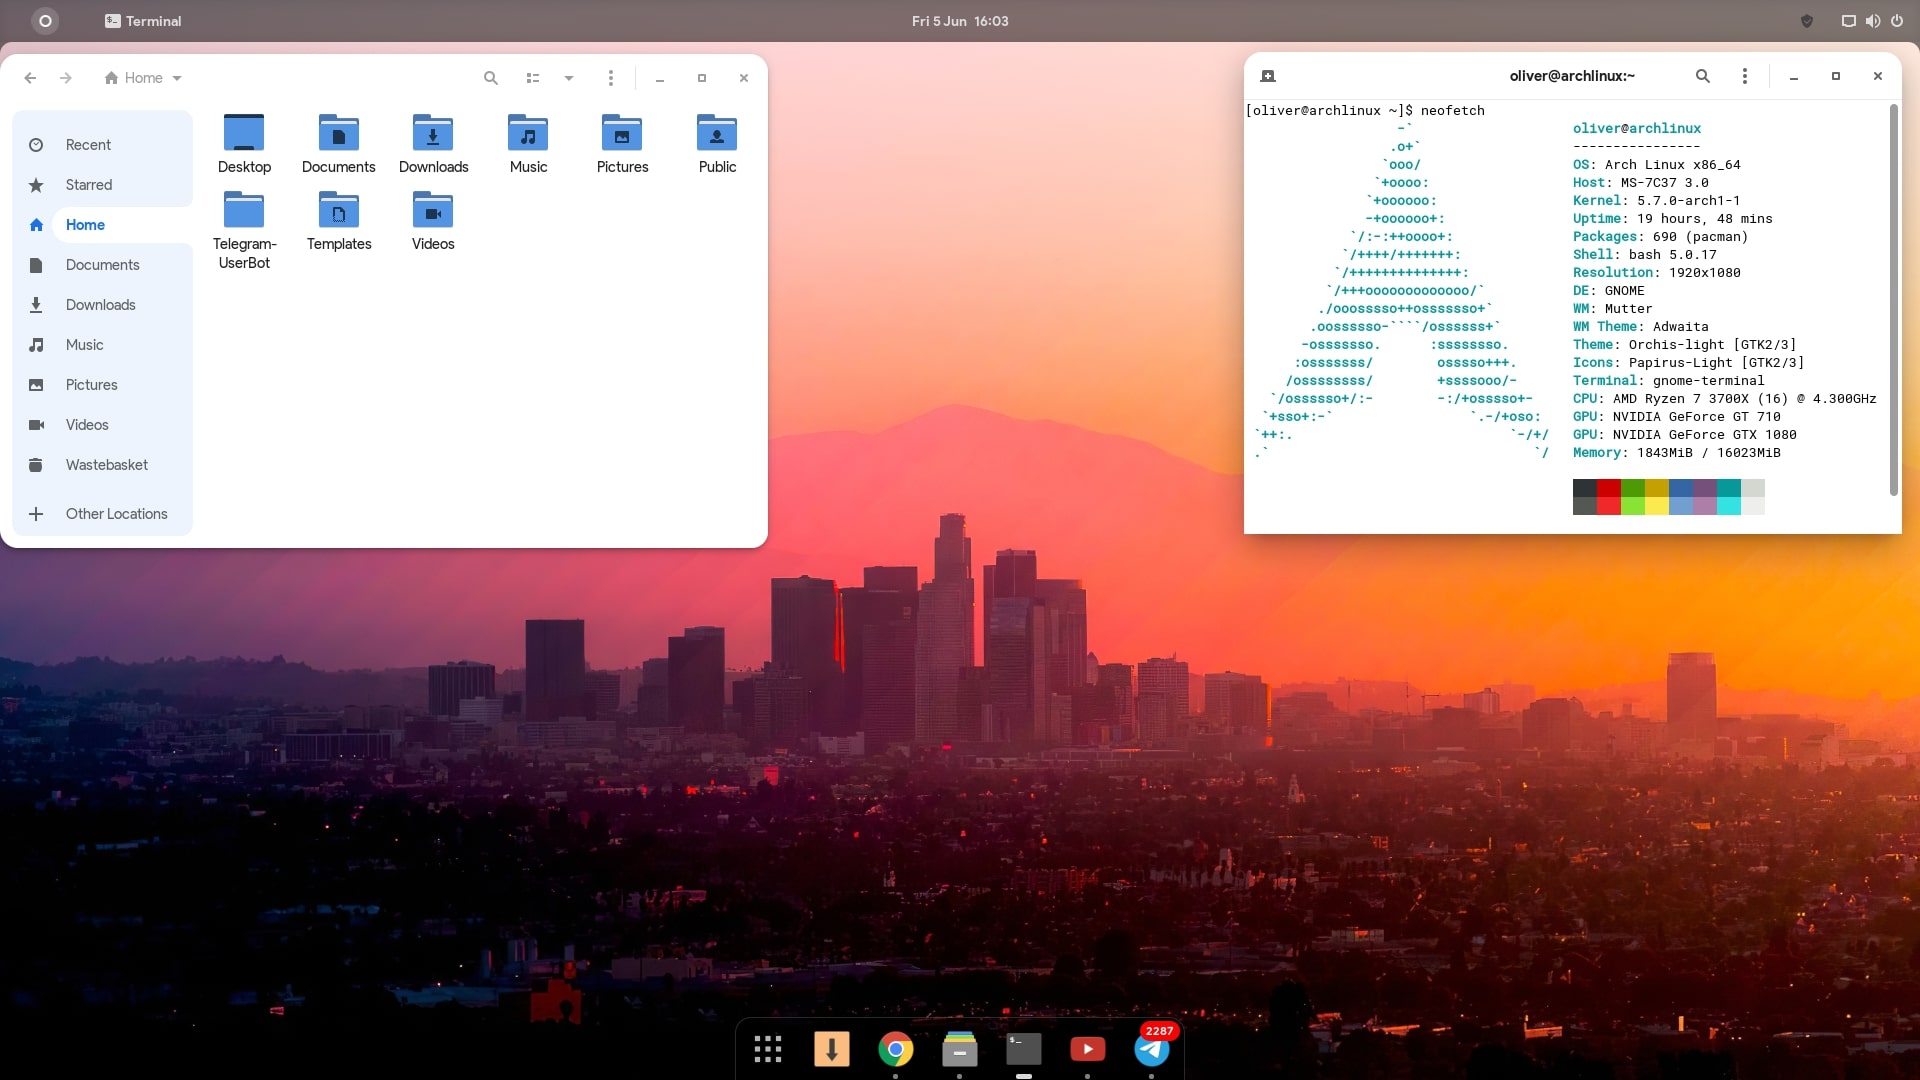 Terminal
Fri 5 Jun 16:03
Home
Recent
Starred
Home
Documents
Downloads
Music
Pictures
Videos
Wastebasket
Other Locations
Desktop
Documents
Downloads
Music
Pictures
Public
Telegram-
UserBot
Templates
Videos
oliver@archlinux:~
[oliver@archlinux ~]$ neofetch
oliver@archlinux
----------------
OS: Arch Linux x86_64
Host: MS-7C37 3.0
Kernel: 5.7.0-arch1-1
Uptime: 19 hours, 48 mins
Packages: 690 (pacman)
Shell: bash 5.0.17
Resolution: 1920x1080
DE: GNOME
WM: Mutter
WM Theme: Adwaita
Theme: Orchis-light [GTK2/3]
Icons: Papirus-Light [GTK2/3]
Terminal: gnome-terminal
CPU: AMD Ryzen 7 3700X (16) @ 4.300GHz
GPU: NVIDIA GeForce GT 710
GPU: NVIDIA GeForce GTX 1080
Memory: 1843MiB / 16023MiB
2287